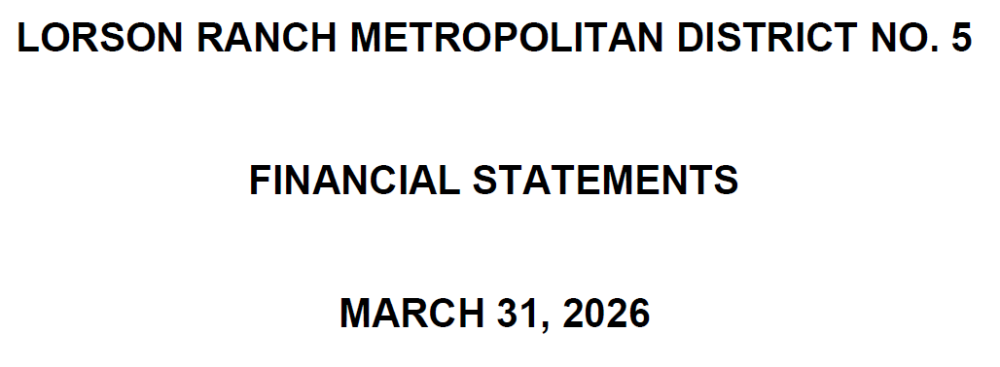 LORSON RANCH METROPOLITAN DISTRICT NO. 5
FINANCIAL STATEMENTS
MARCH 31, 2026